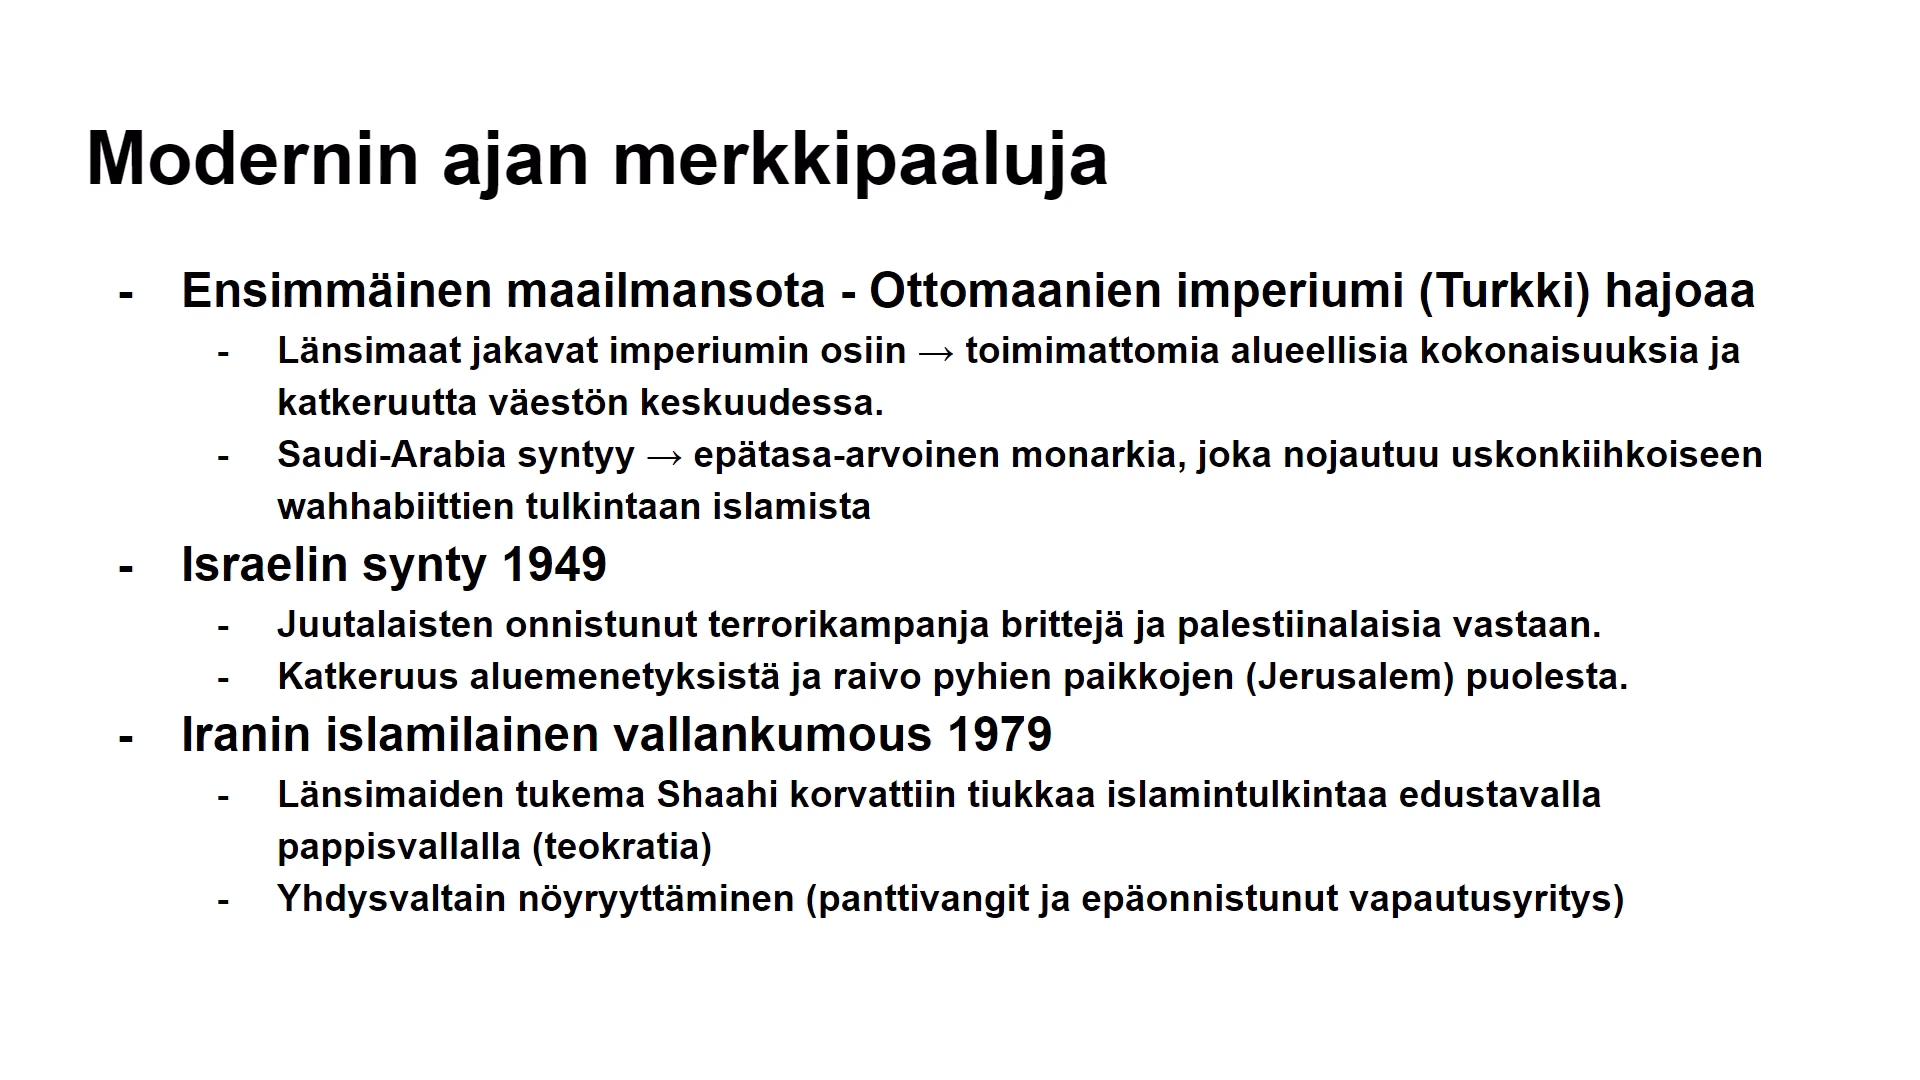 Modernin ajan merkkipaaluja
- Ensimmäinen maailmansota - Ottomaanien imperiumi (Turkki) hajoaa
- Länsimaat jakavat imperiumin osiin → toimimattomia alueellisia kokonaisuuksia ja
katkeruutta väestön keskuudessa.
- Saudi-Arabia syntyy → epätasa-arvoinen monarkia, joka nojautuu uskonkiihkoiseen
wahhabiittien tulkintaan islamista
- Israelin synty 1949
- Juutalaisten onnistunut terrorikampanja brittejä ja palestiinalaisia vastaan.
- Katkeruus aluemenetyksistä ja raivo pyhien paikkojen (Jerusalem) puolesta.
- Iranin islamilainen vallankumous 1979
- Länsimaiden tukema Shaahi korvattiin tiukkaa islamintulkintaa edustavalla
pappisvallalla (teokratia)
- Yhdysvaltain nöyryyttäminen (panttivangit ja epäonnistunut vapautusyritys)